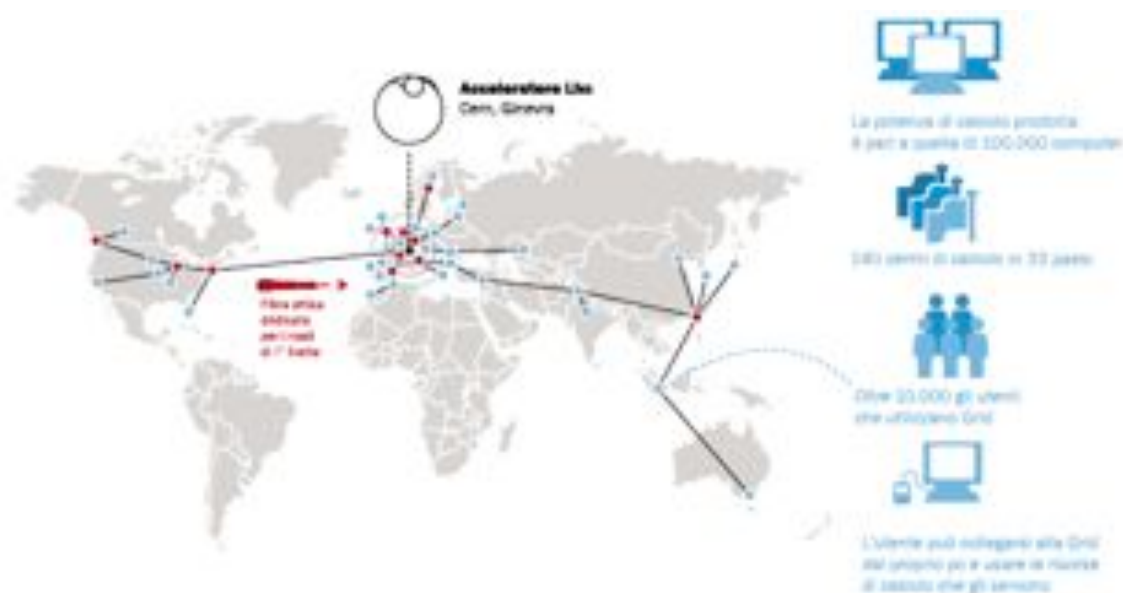 Acceleratore Lhc
Cern, Ginevra
La potenza di calcolo prodotta
è pari a quella di 100.000 computer
140 centri di calcolo in 33 paesi
Fibra ottica
dedicata
per i nodi
di 1° livello
Oltre 10.000 gli utenti
che utilizzano Grid
L'utente può collegarsi alla Grid
dal proprio pc e usare le risorse
di calcolo che gli servono